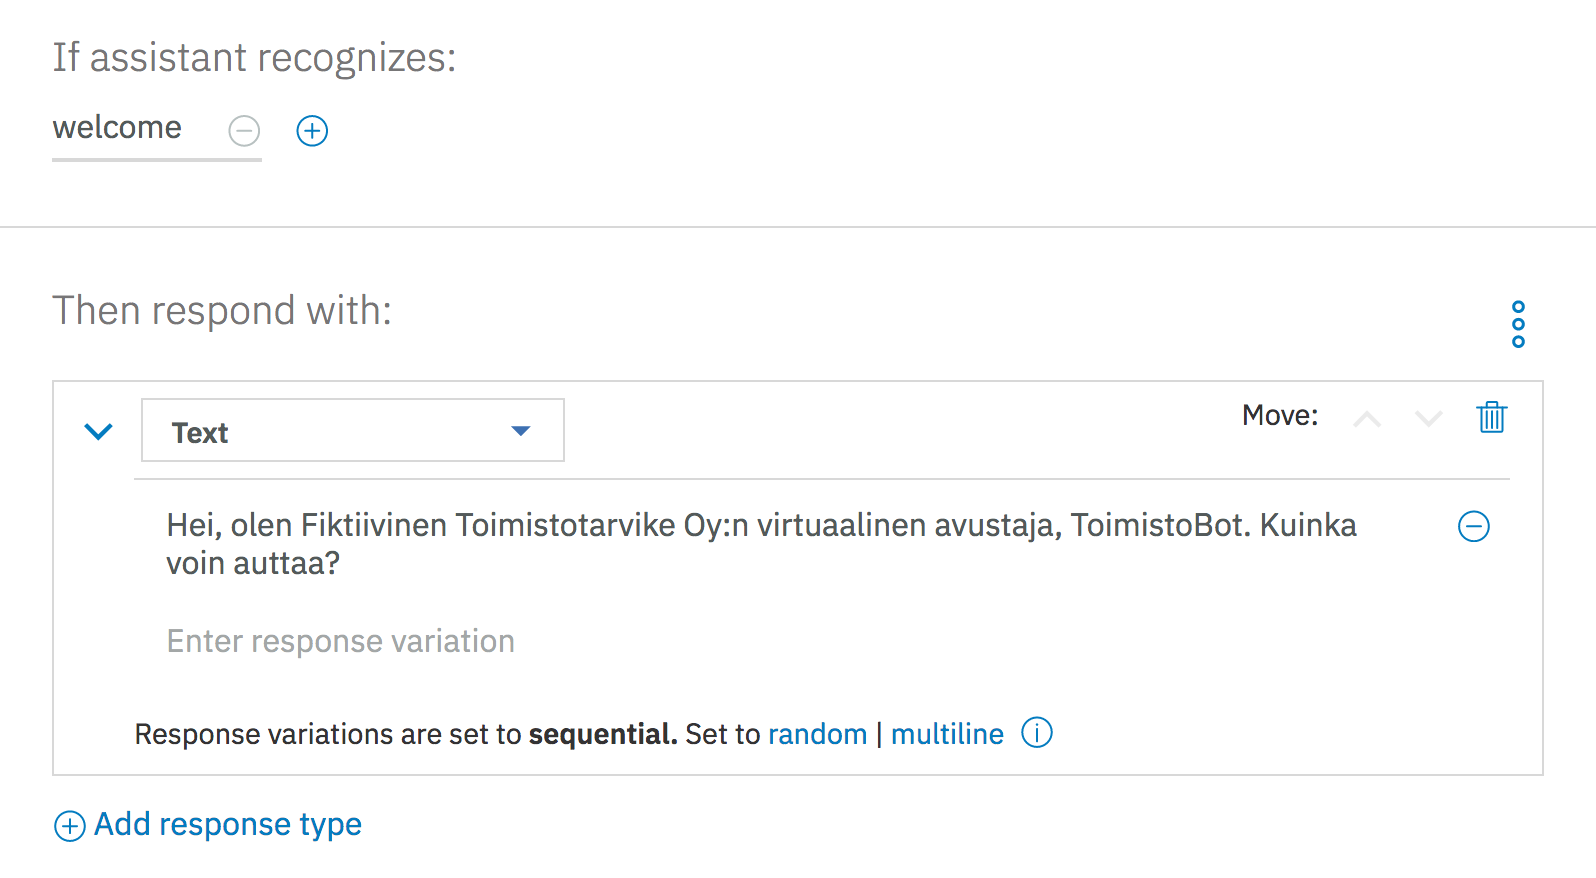 If assistant recognizes:
welcome
Then respond with:
Text
Move:
Hei, olen Fiktiivinen Toimistotarvike Oy:n virtuaalinen avustaja, ToimistoBot. Kuinka
voin auttaa?
Enter response variation
Response variations are set to sequential. Set to random | multiline
Add response type